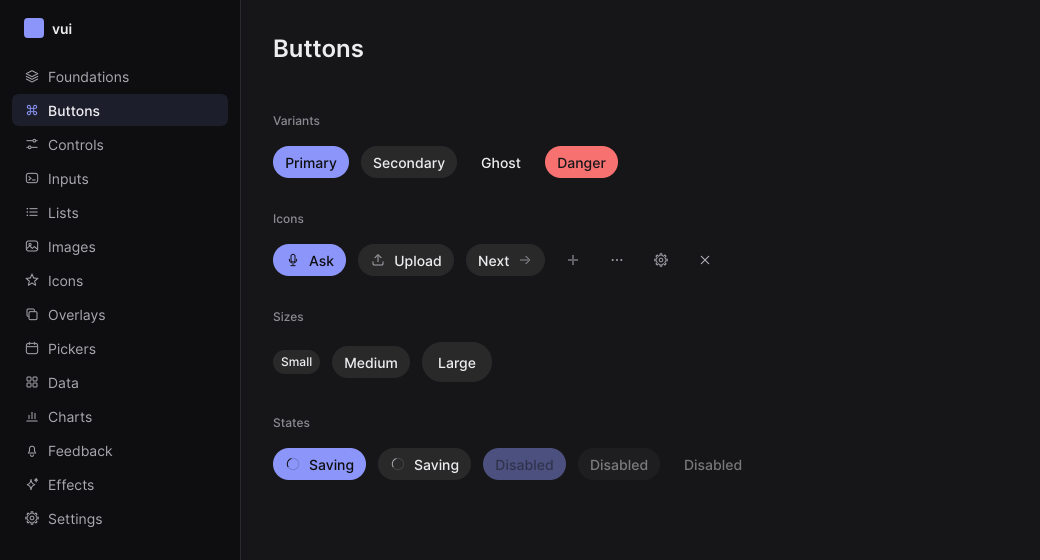 vui
Foundations
Buttons
Controls
Inputs
Lists
Images
Icons
Overlays
Pickers
Data
Charts
Feedback
Effects
Settings
Buttons
Variants
Primary Secondary Ghost Danger
Icons
Ask Upload Next
Sizes
Small Medium Large
States
Saving Saving Disabled Disabled Disabled